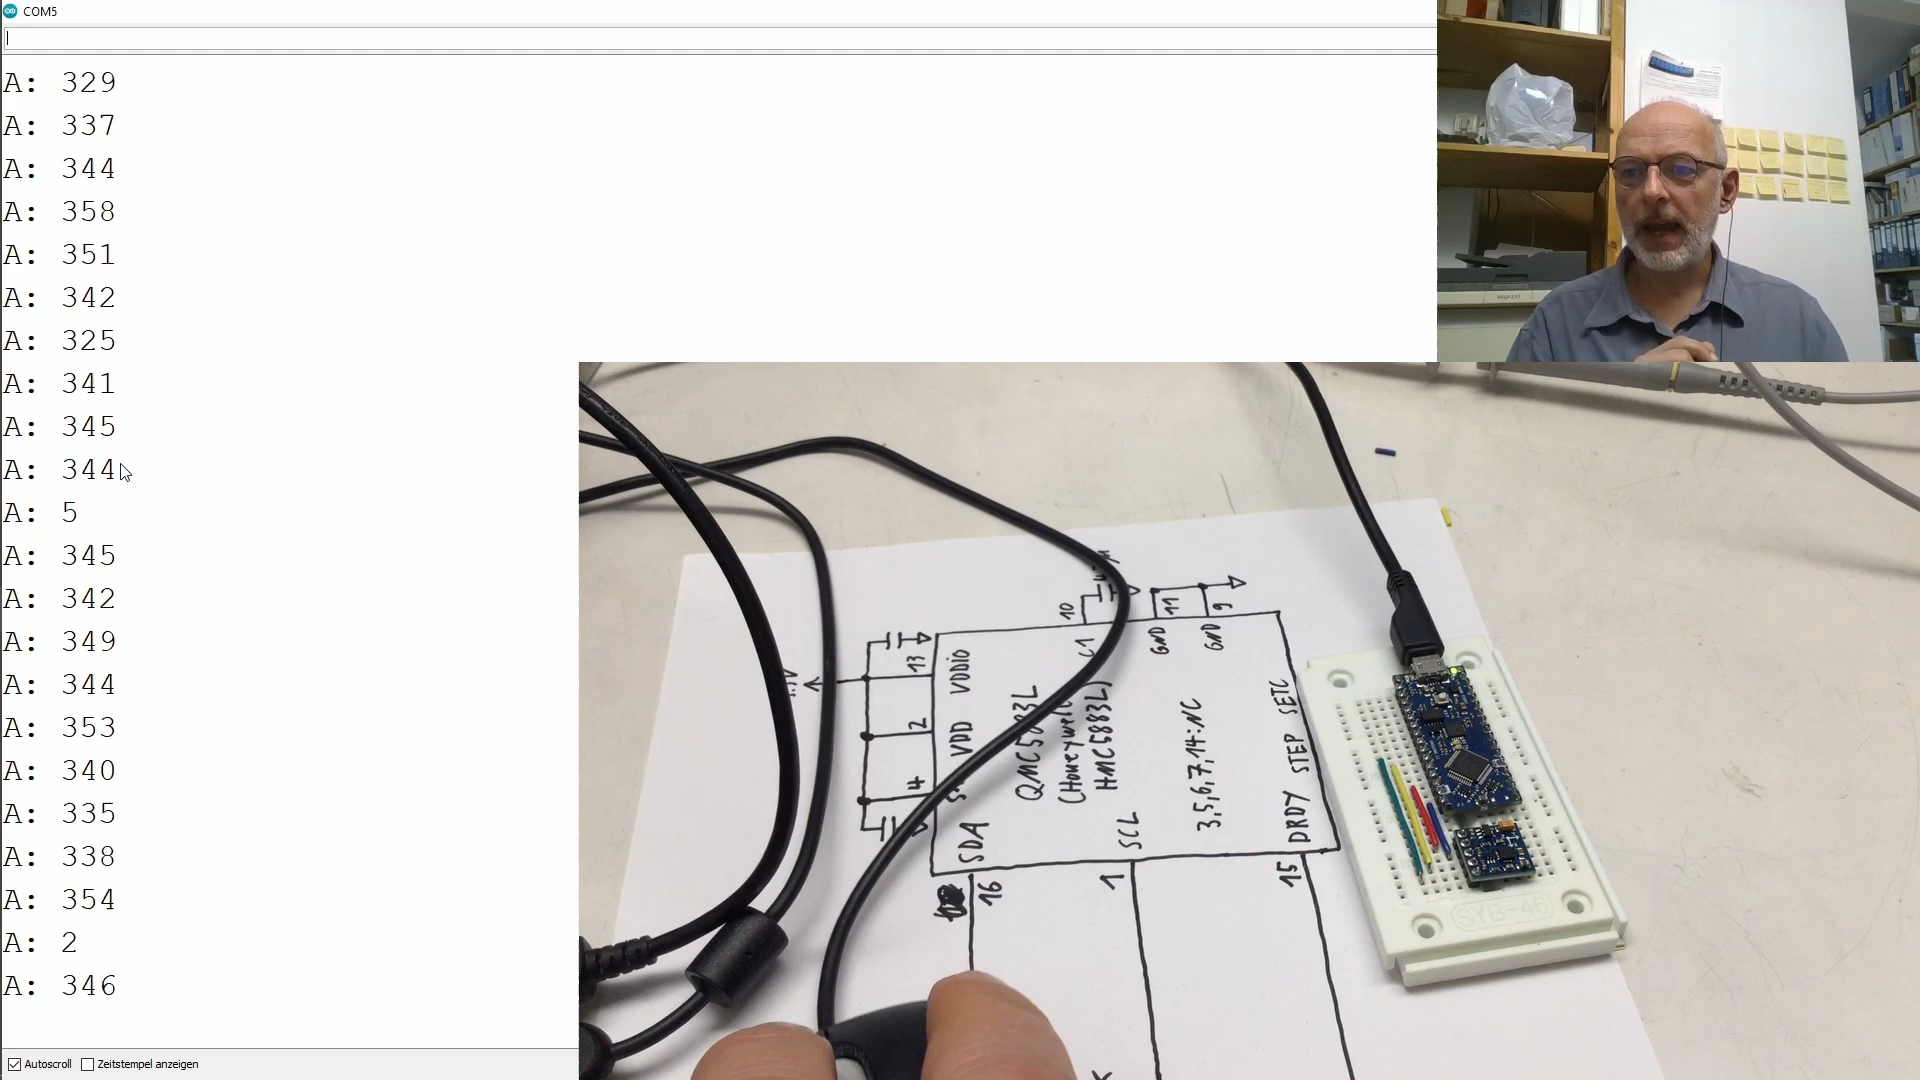 COM5
A: 329
A: 337
A: 344
A: 358
A: 351
A: 342
A: 325
A: 341
A: 345
A: 344
A: 5
A: 345
A: 342
A: 349
A: 344
A: 353
A: 340
A: 335
A: 338
A: 354
A: 2
A: 346
Autoscroll
Zeitstempel anzeigen
10
11
9
C1
GND
GND
13
VDDIO
2
VDD
4
SDA
16
SCL
1
3,5,6,7,14:NC
HMC5883L)
DRDY
STEP
SETC
15
SYB-46